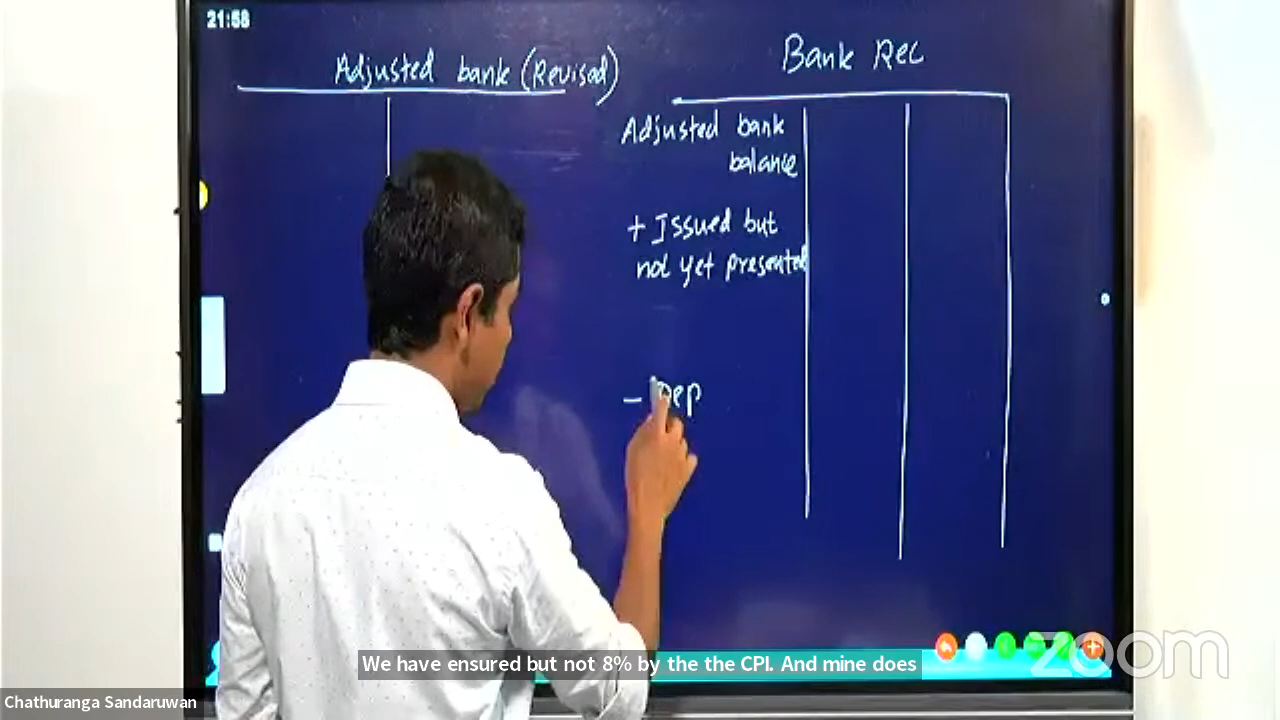 21:58
Adjusted bank (Revised)
Bank Rec
Adjusted bank
balance
+ Issued but
not yet presented
- Dep
zoom
We have ensured but not 8% by the the CPI. And mine does
Chathuranga Sandaruwan